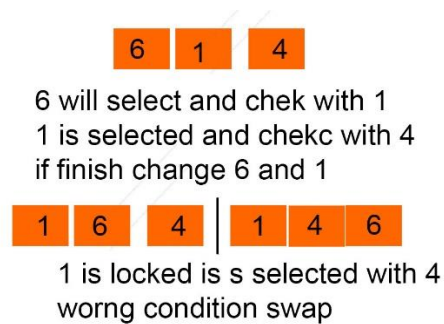 6 1 4
6 will select and chek with 1
1 is selected and chekc with 4
if finish change 6 and 1
1 6 4 | 1 4 6
1 is locked is s selected with 4
worng condition swap